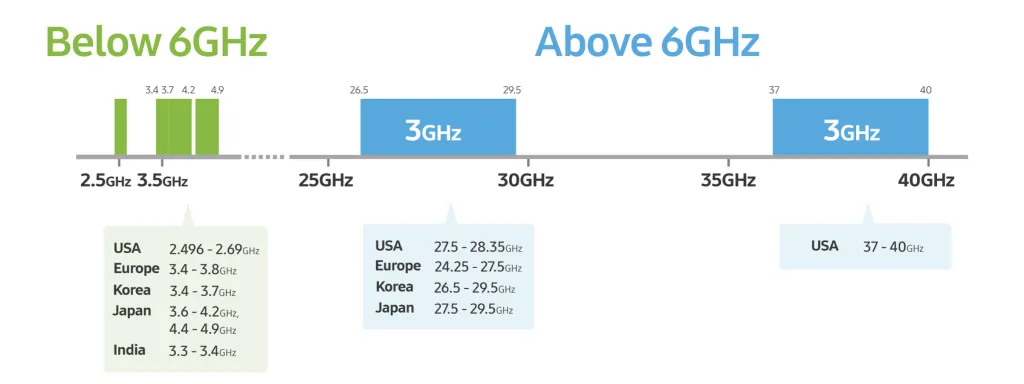 Below 6GHz
Above 6GHz
3.4 3.7 4.2 4.9
26.5 29.5
37 40
3GHz
3GHz
2.5GHz 3.5GHz 25GHz 30GHz 35GHz 40GHz
USA 2.496 - 2.69GHz
Europe 3.4 - 3.8GHz
Korea 3.4 - 3.7GHz
Japan 3.6 - 4.2GHz,
4.4 - 4.9GHz
India 3.3 - 3.4GHz
USA 27.5 - 28.35GHz
Europe 24.25 - 27.5GHz
Korea 26.5 - 29.5GHz
Japan 27.5 - 29.5GHz
USA 37 - 40GHz